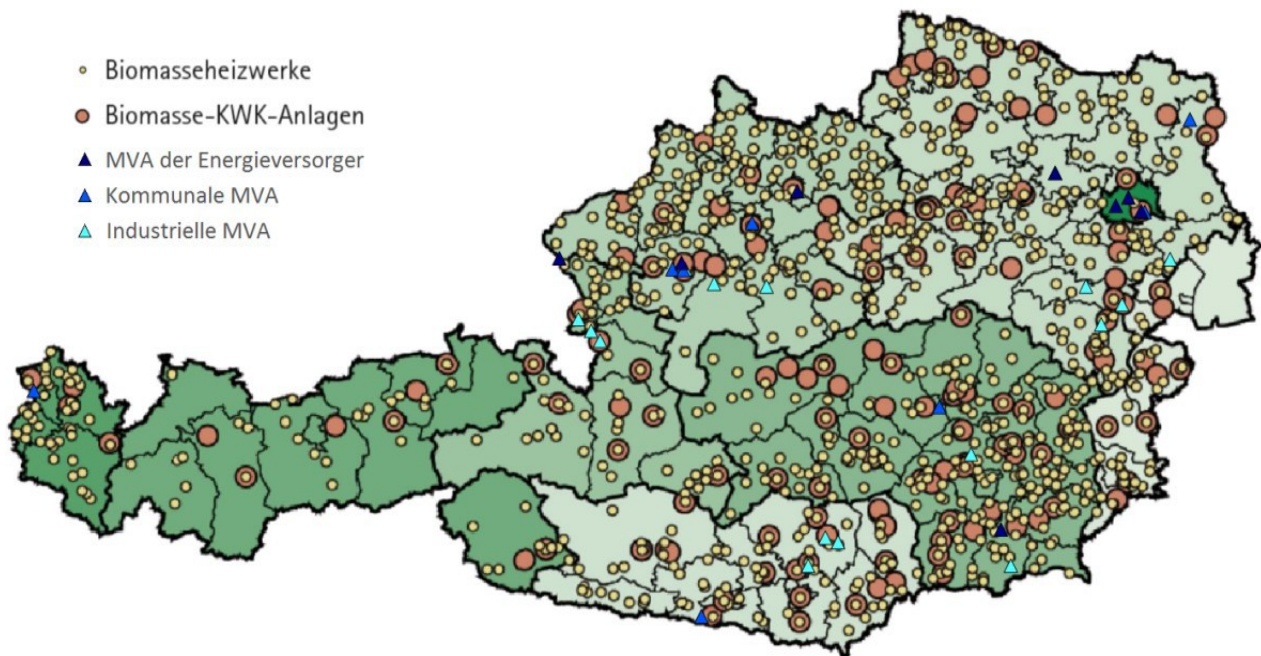 Biomasseheizwerke
Biomasse-KWK-Anlagen
MVA der Energieversorger
Kommunale MVA
Industrielle MVA